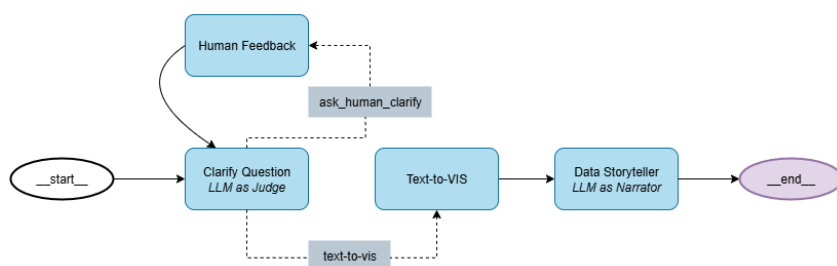 Human Feedback
ask_human_clarify
__start__
Clarify Question
LLM as Judge
Text-to-VIS
Data Storyteller
LLM as Narrator
__end__
text-to-vis